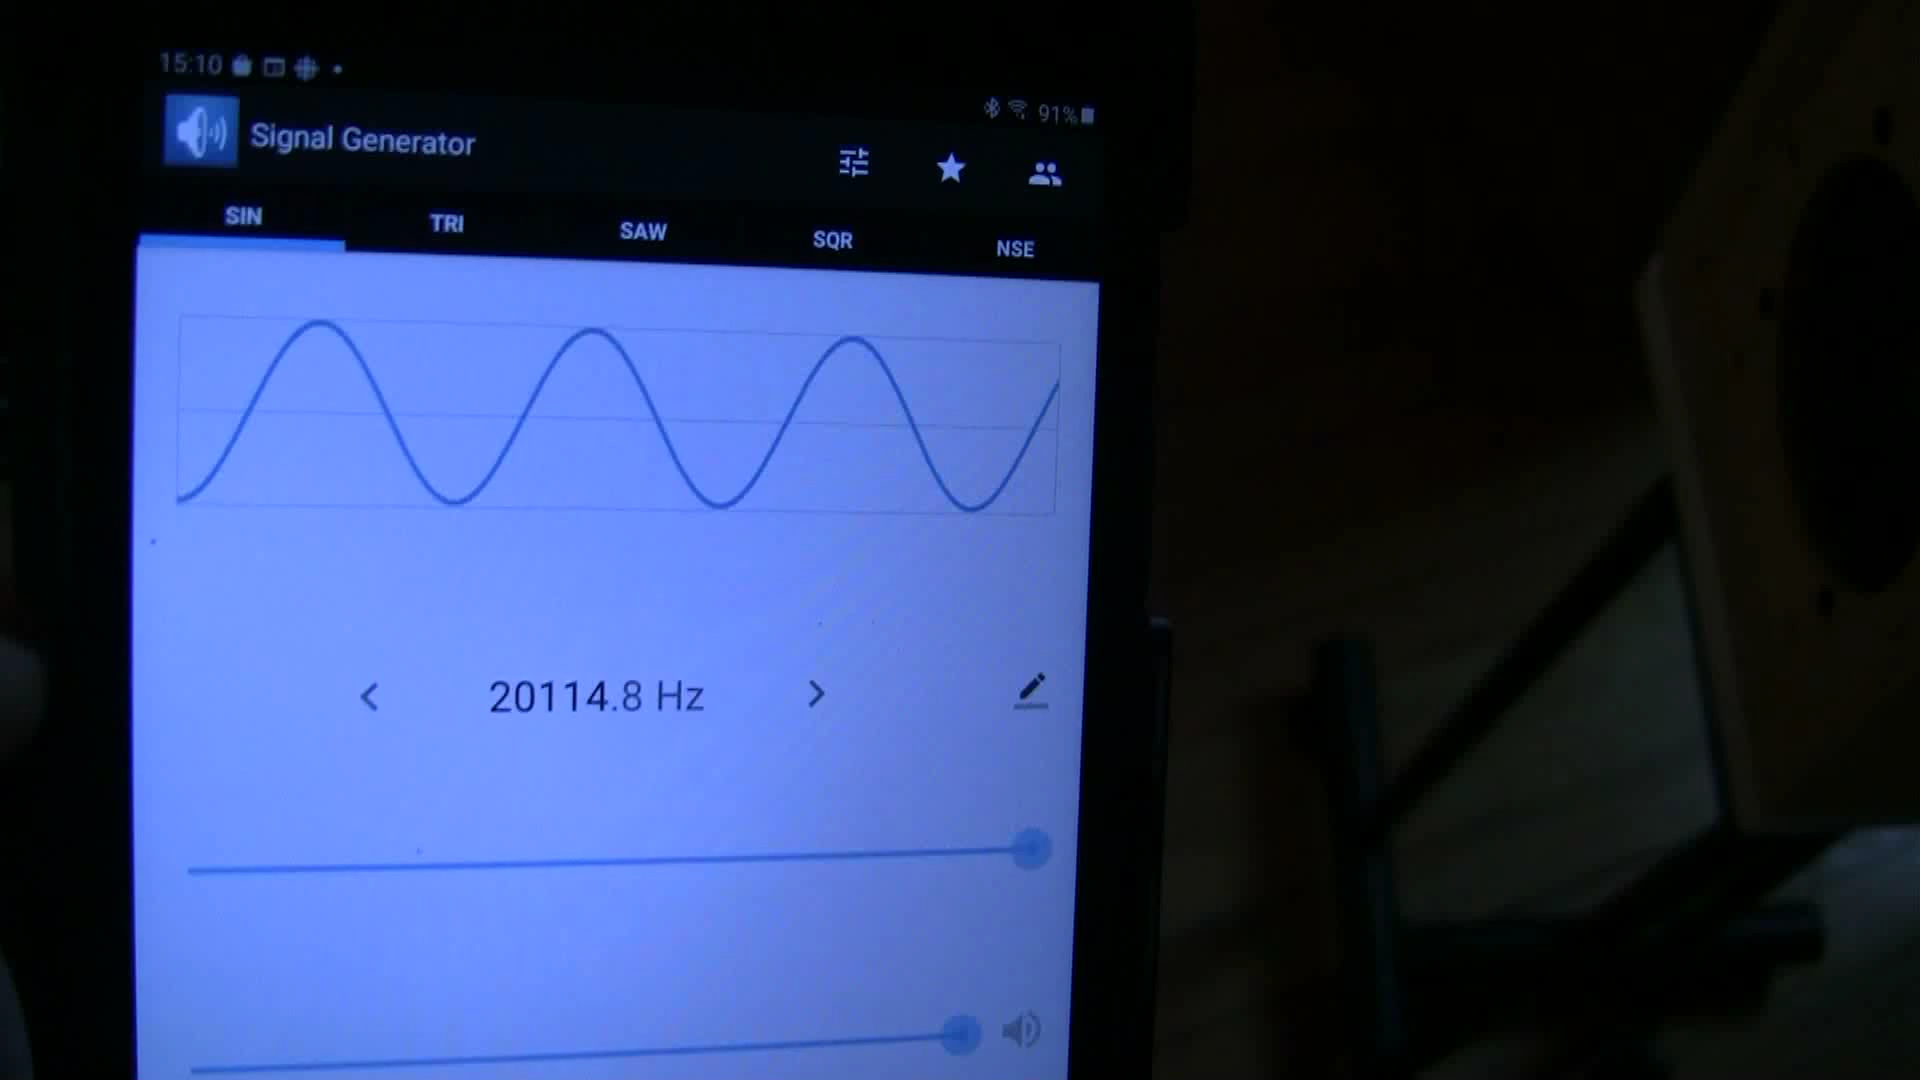 15:10
91%
Signal Generator
SIN TRI SAW SQR NSE
20114.8 Hz